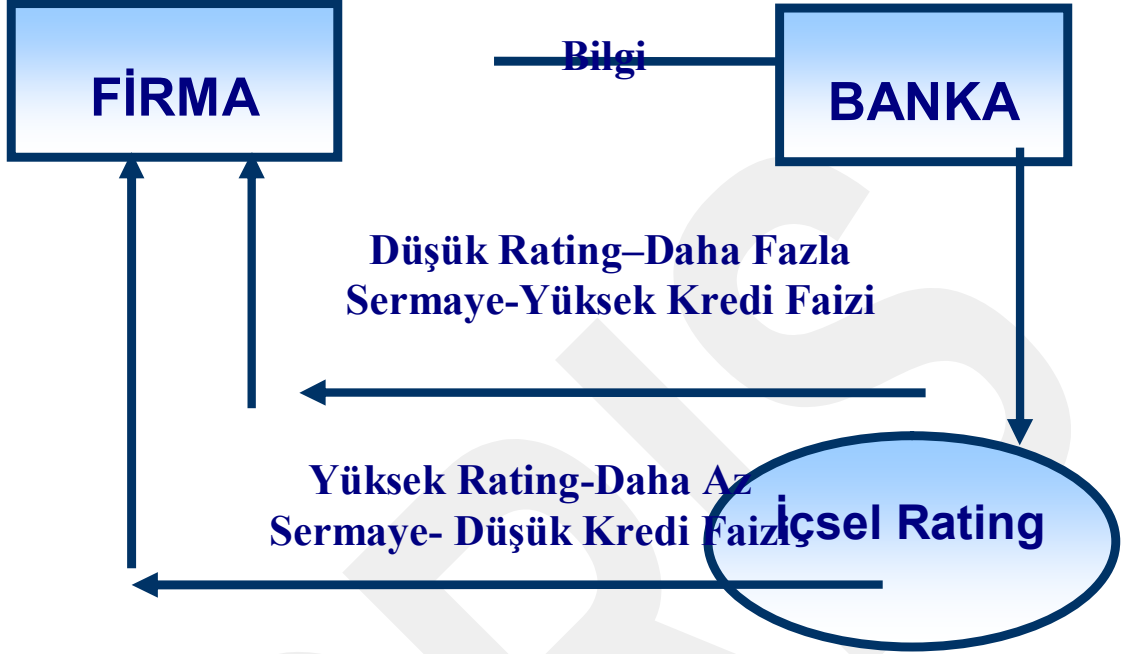 FİRMA
Bilgi
BANKA
Düşük Rating–Daha Fazla
Sermaye-Yüksek Kredi Faizi
Yüksek Rating-Daha Az
Sermaye- Düşük Kredi Faizi
İçsel Rating